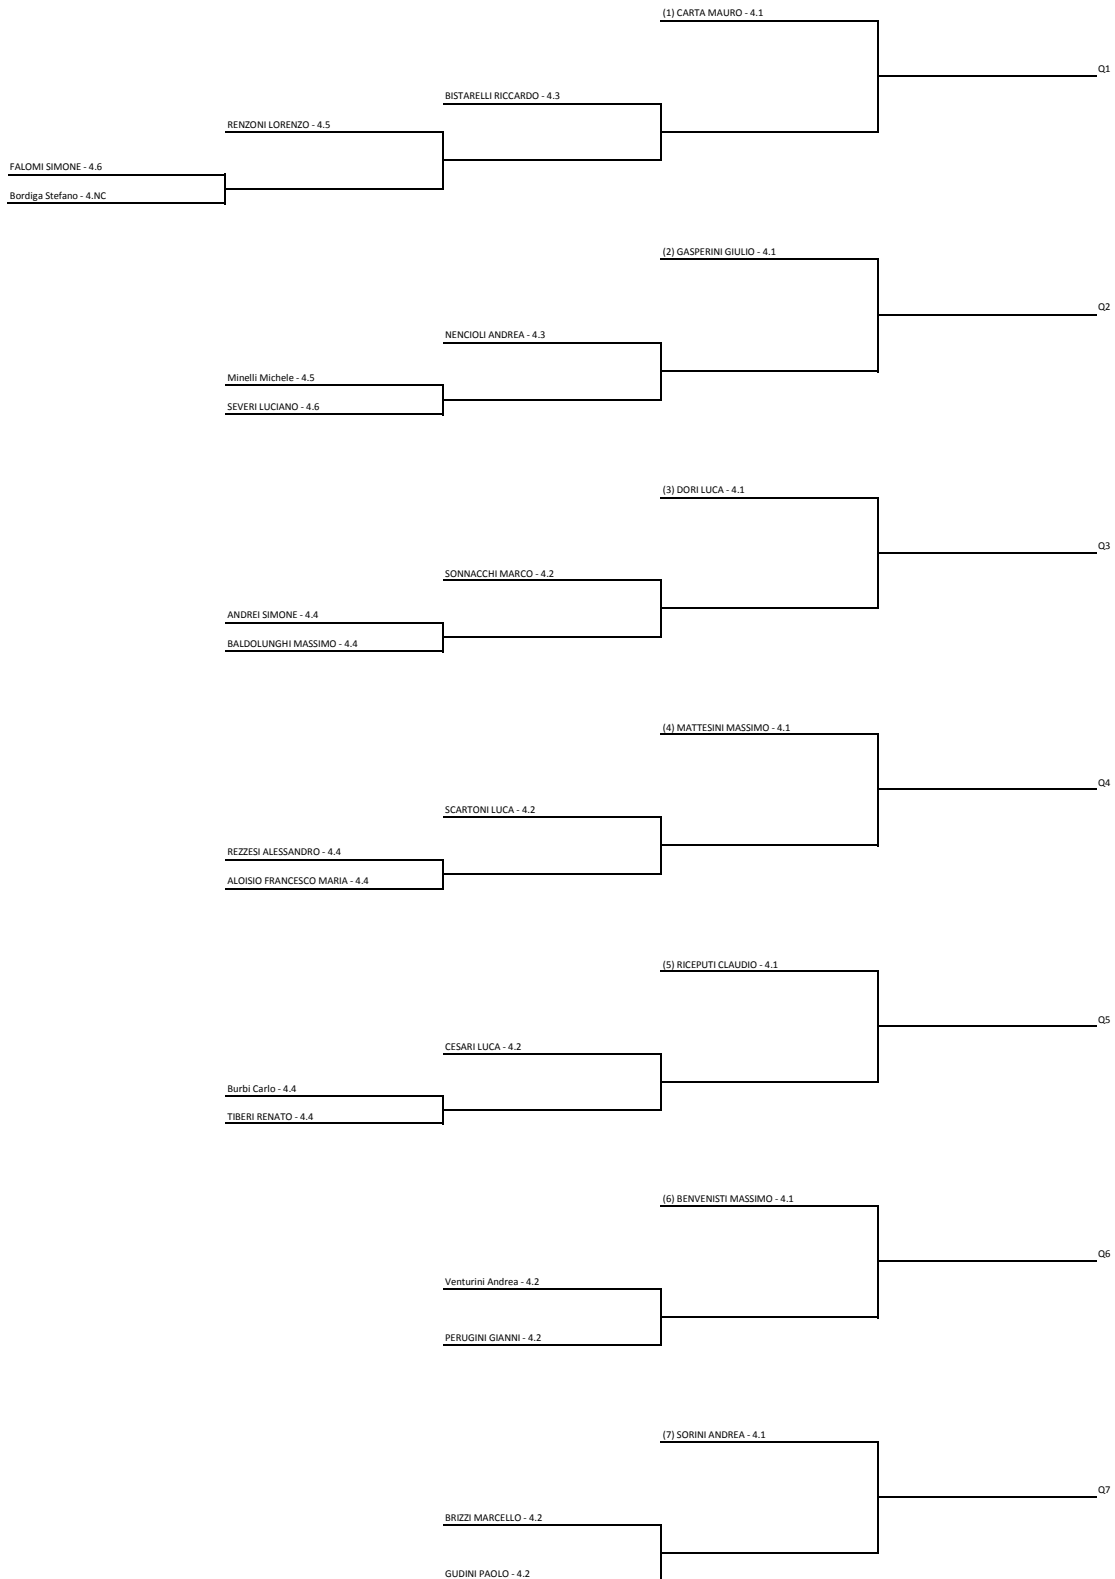 (1) CARTA MAURO - 4.1
Q1
BISTARELLI RICCARDO - 4.3
RENZONI LORENZO - 4.5
FALOMI SIMONE - 4.6
Bordiga Stefano - 4.NC
(2) GASPERINI GIULIO - 4.1
Q2
NENCIOLI ANDREA - 4.3
Minelli Michele - 4.5
SEVERI LUCIANO - 4.6
(3) DORI LUCA - 4.1
Q3
SONNACCHI MARCO - 4.2
ANDREI SIMONE - 4.4
BALDOLUNGHI MASSIMO - 4.4
(4) MATTESINI MASSIMO - 4.1
Q4
SCARTONI LUCA - 4.2
REZZESI ALESSANDRO - 4.4
ALOISIO FRANCESCO MARIA - 4.4
(5) RICEPUTI CLAUDIO - 4.1
Q5
CESARI LUCA - 4.2
Burbi Carlo - 4.4
TIBERI RENATO - 4.4
(6) BENVENISTI MASSIMO - 4.1
Q6
Venturini Andrea - 4.2
PERUGINI GIANNI - 4.2
(7) SORINI ANDREA - 4.1
Q7
BRIZZI MARCELLO - 4.2
GUDINI PAOLO - 4.2